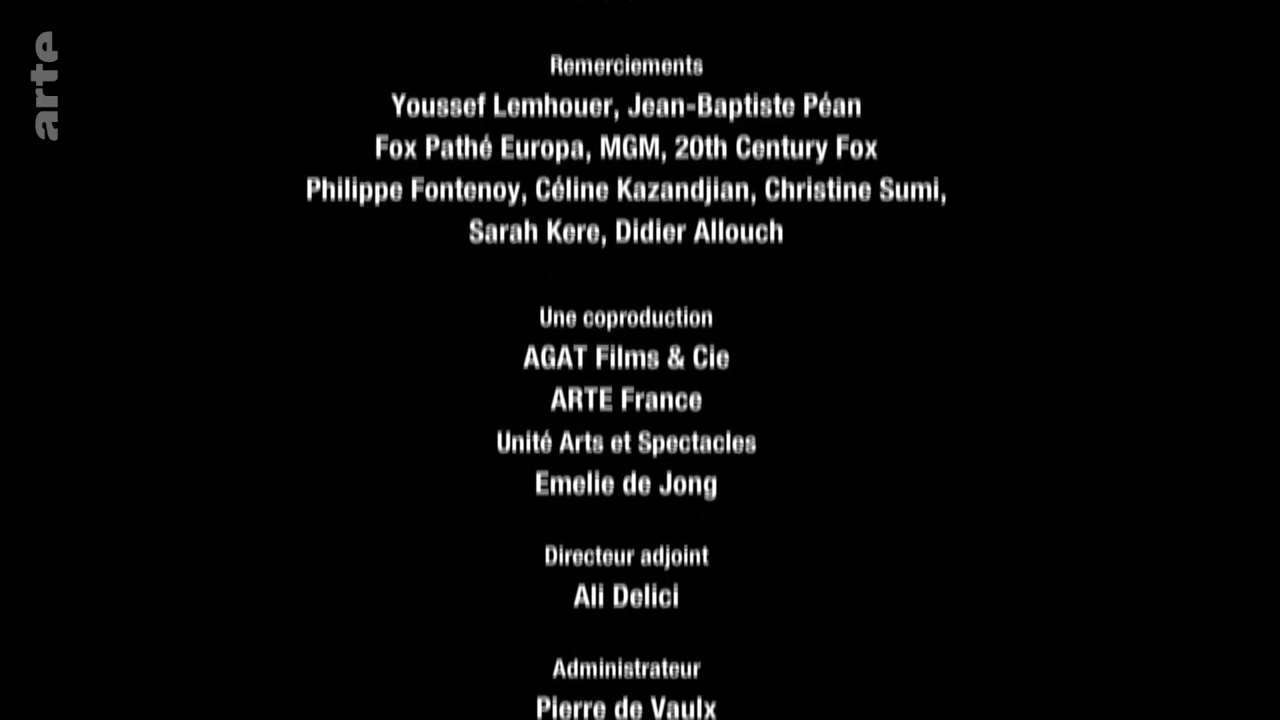 arte
Remerciements
Youssef Lemhouer, Jean-Baptiste Péan
Fox Pathé Europa, MGM, 20th Century Fox
Philippe Fontenoy, Céline Kazandjian, Christine Sumi,
Sarah Kere, Didier Allouch
Une coproduction
AGAT Films & Cie
ARTE France
Unité Arts et Spectacles
Emelie de Jong
Directeur adjoint
Ali Delici
Administrateur
Pierre de Vaulx